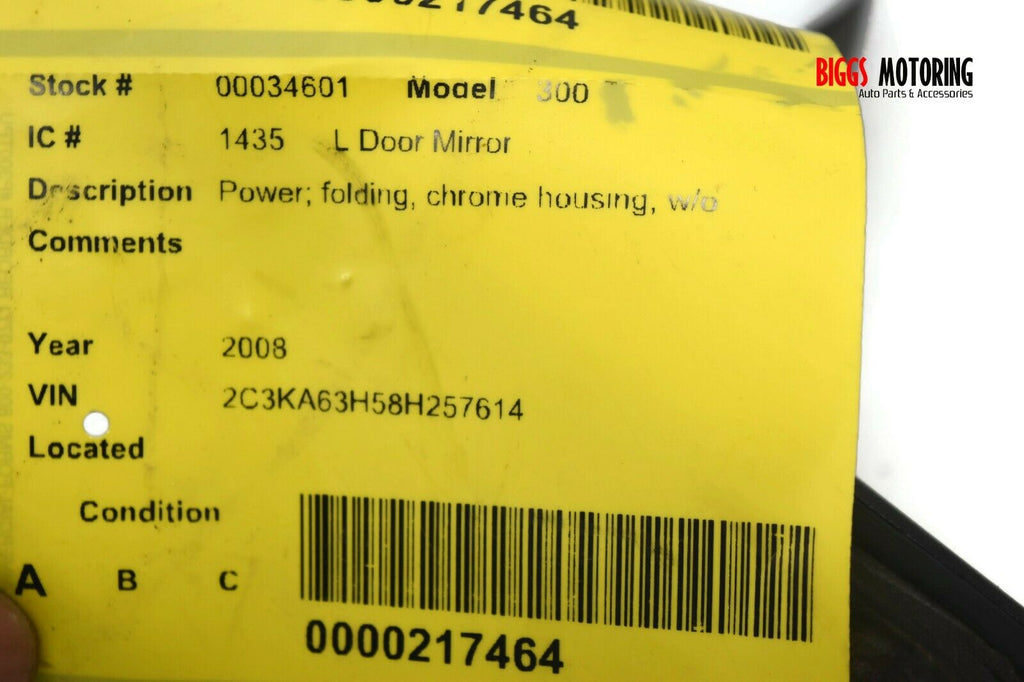 0000217464
BIGGS MOTORING
Auto Parts & Accessories
Stock # 00034601 Model 300
IC # 1435 L Door Mirror
Description Power; folding, chrome housing, w/o
Comments
Year 2008
VIN 2C3KA63H58H257614
Located
Condition
A B C
0000217464